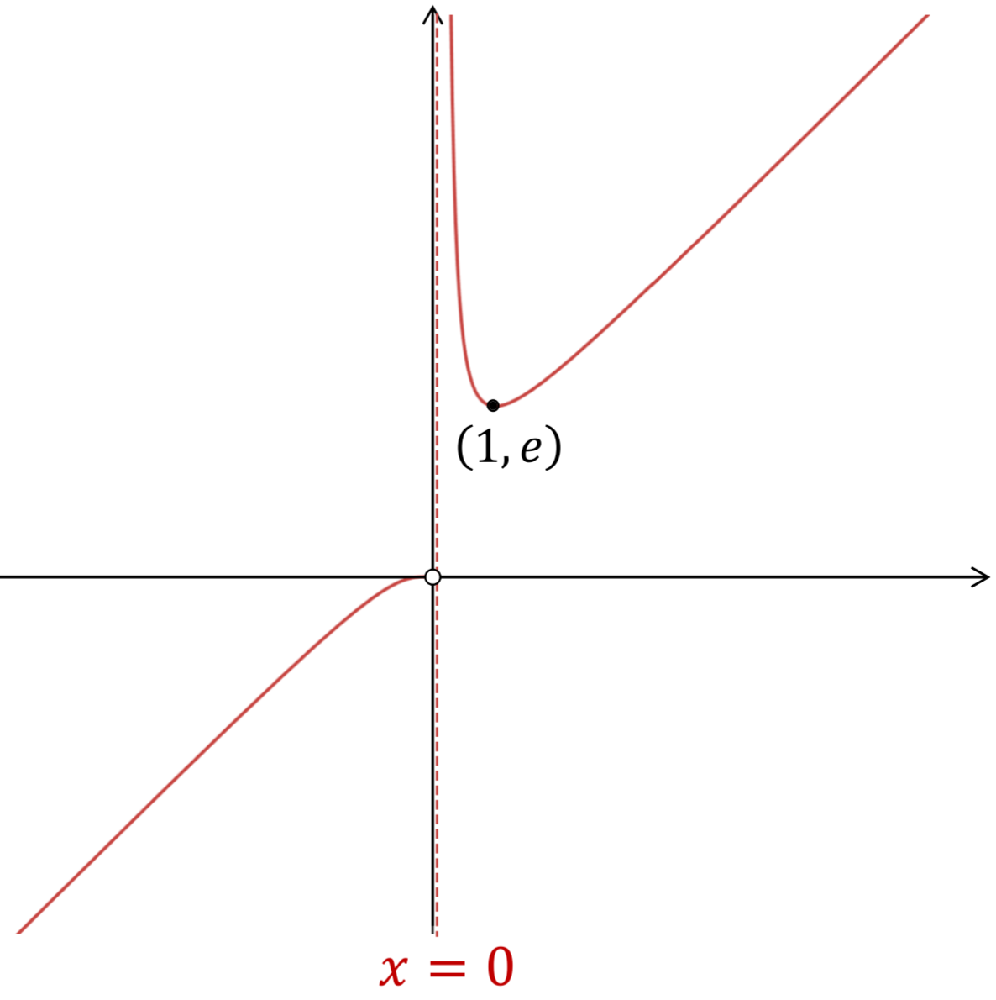 (1, e)
x = 0